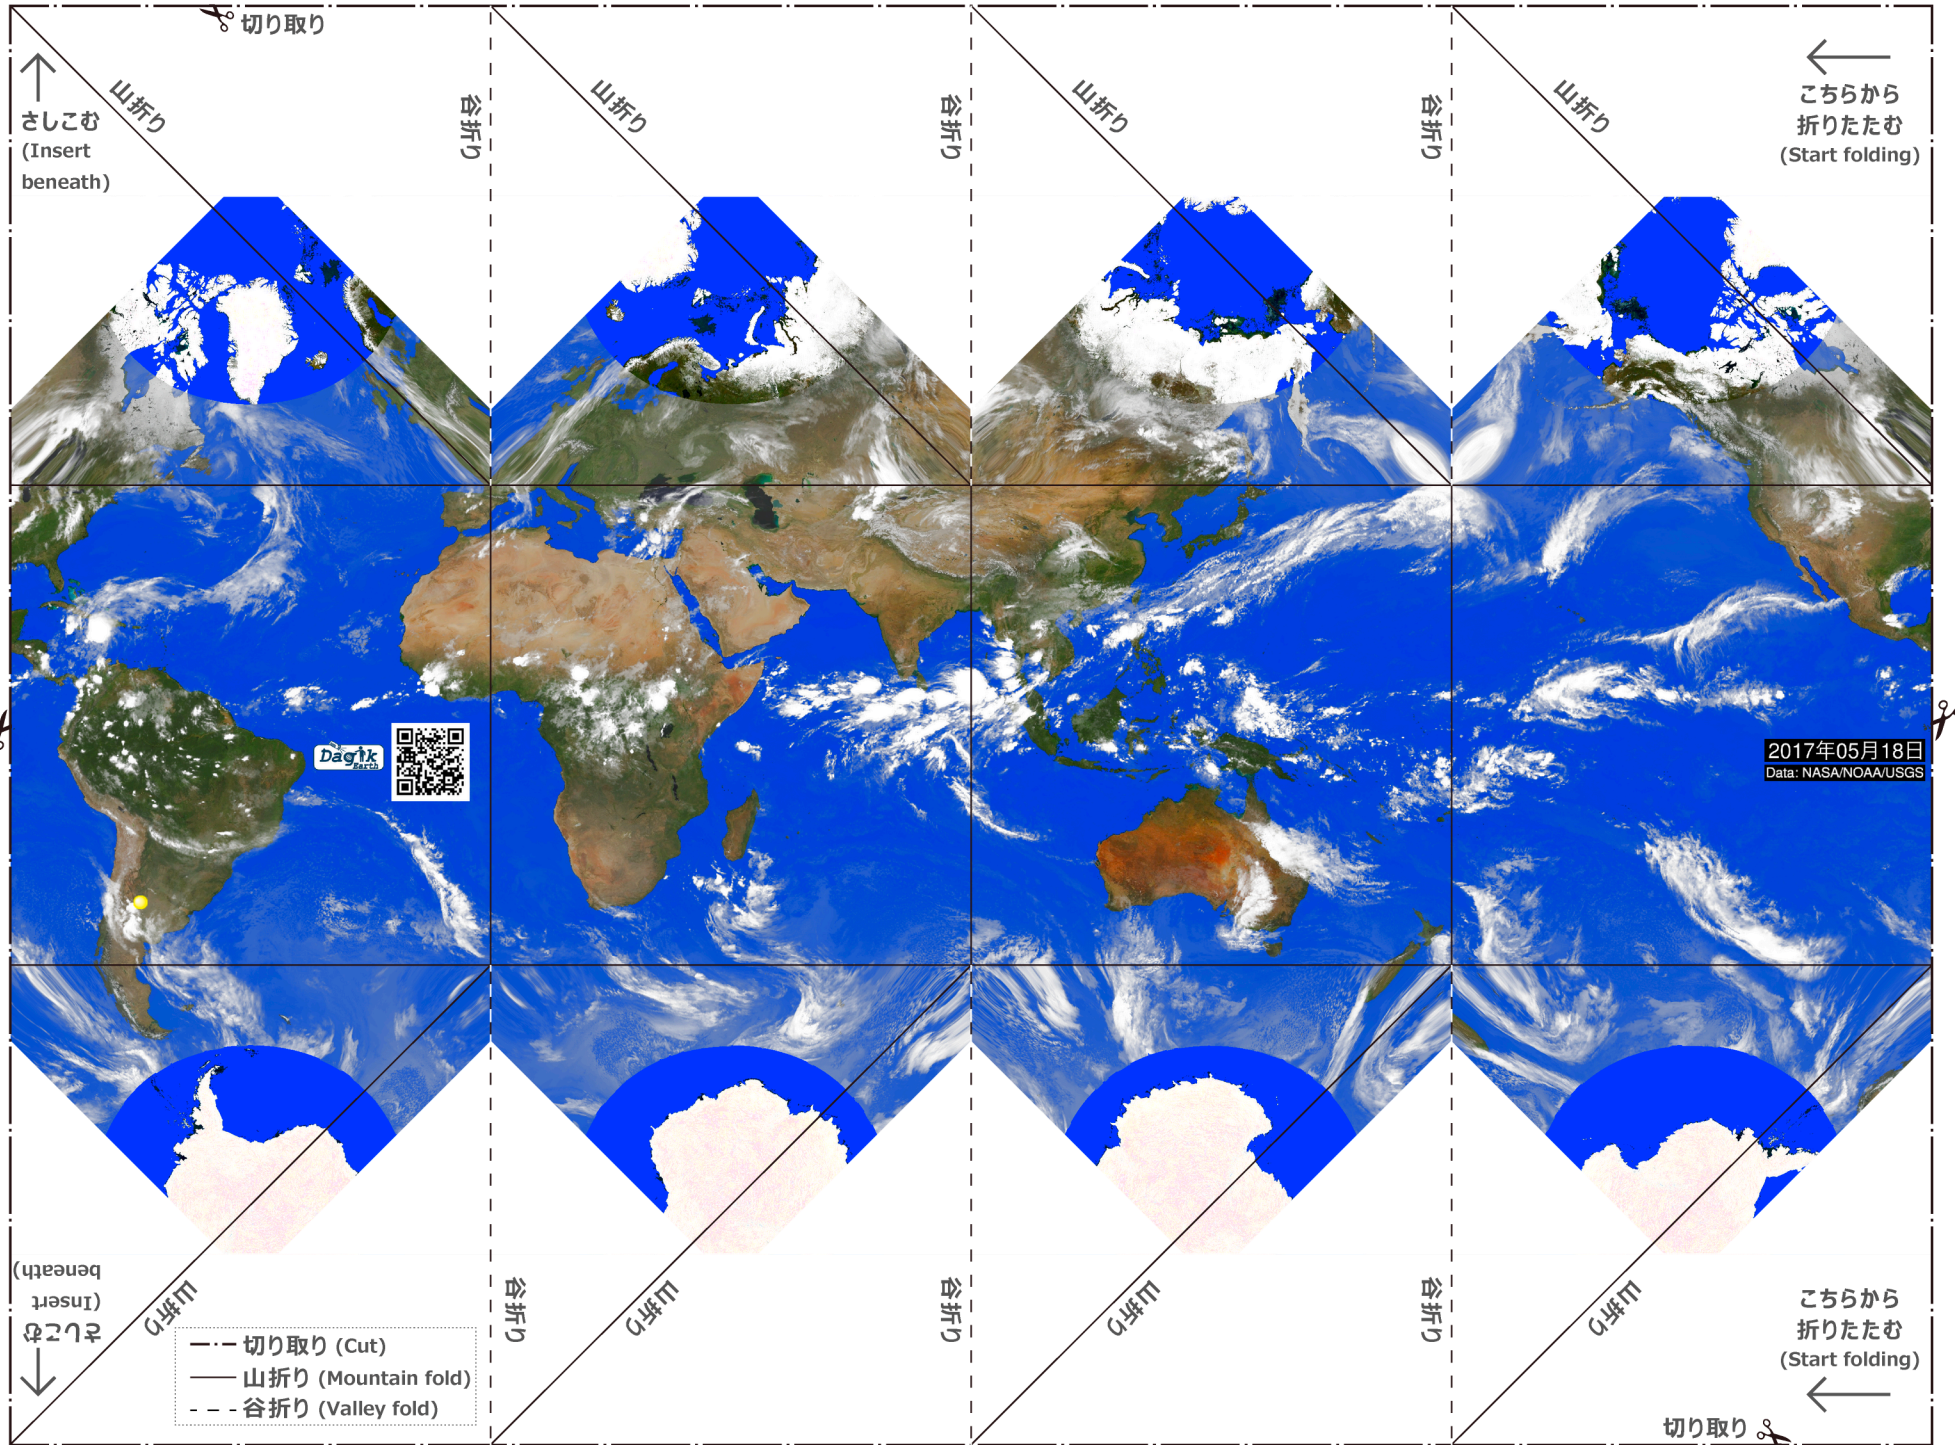 切り取り
さしこむ
(Insert
beneath)
山折り
谷折り
山折り
谷折り
山折り
谷折り
山折り
こちらから
折りたたむ
(Start folding)
Dagik
Earth
2017年05月18日
Data: NASA/NOAA/USGS
さしこむ
(Insert
beneath)
山折り
谷折り
山折り
谷折り
山折り
谷折り
山折り
こちらから
折りたたむ
(Start folding)
切り取り (Cut)
山折り (Mountain fold)
谷折り (Valley fold)
切り取り